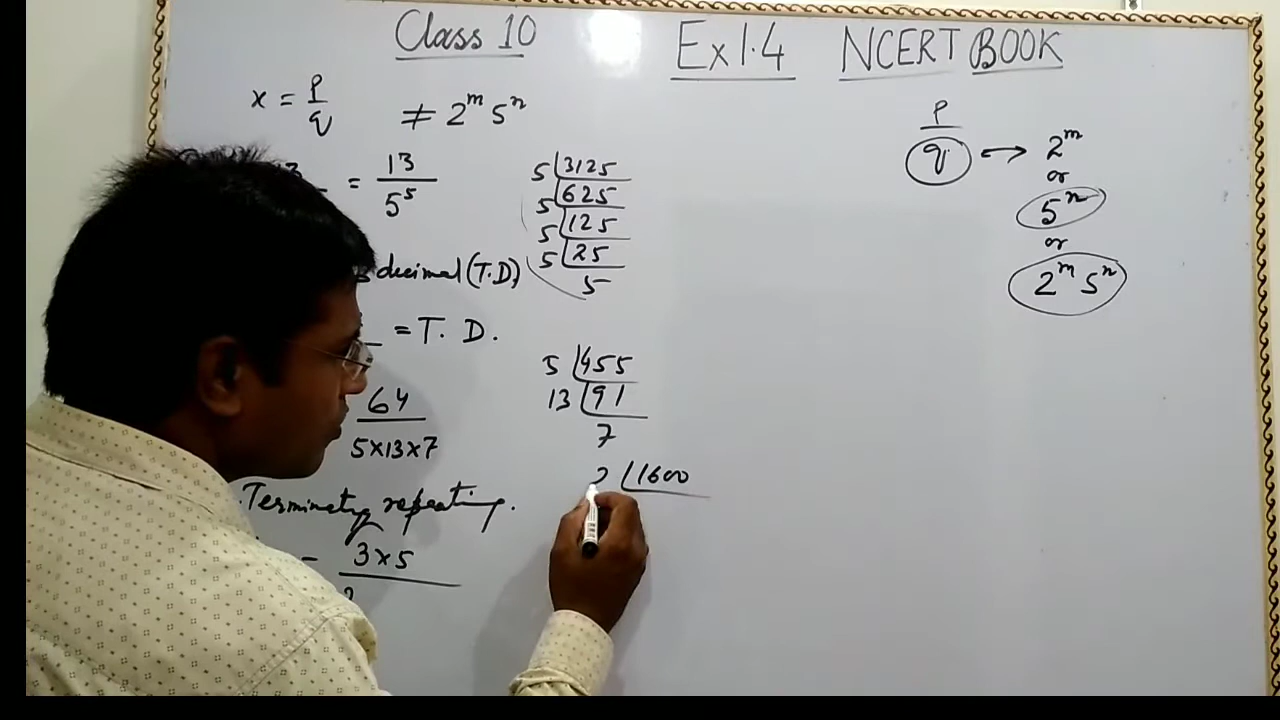 Class 10 Ex 1.4 NCERT BOOK
x = p/q ≠ 2^m 5^n
= 13/5^5
decimal (T.D)
= T. D.
64/5×13×7
Terminatg repeating.
= 3×5
5 | 3125
5 | 625
5 | 125
5 | 25
5
5 | 455
13 | 91
7
2 | 1600
p/q → 2^m
or
5^n
or
2^m 5^n